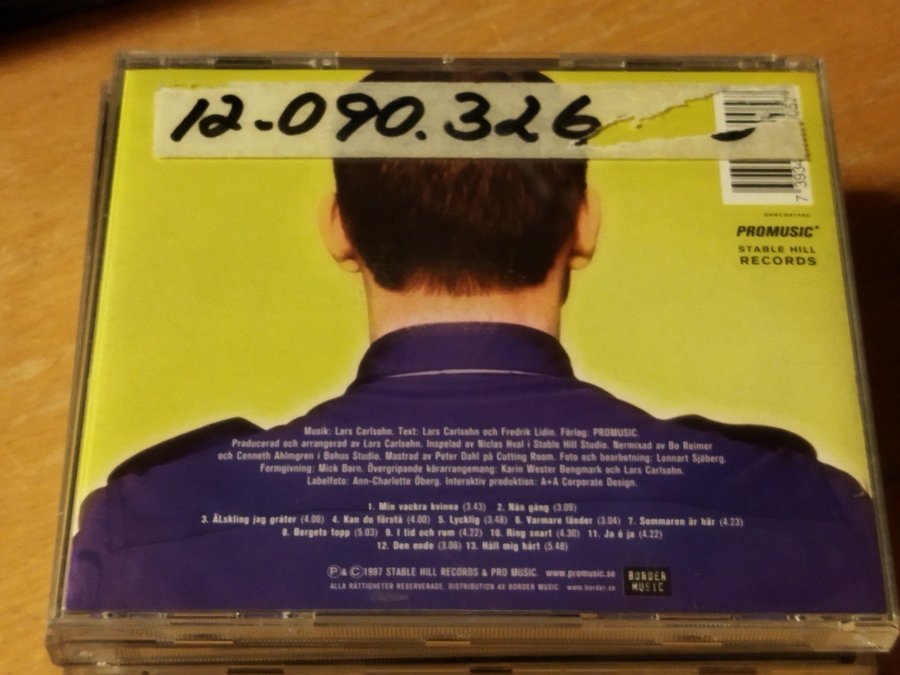 12-090.326
PROMUSIC*
STABLE HILL
RECORDS
Musik: Lars Carlsohn. Text: Lars Carlsohn och Fredrik Lidin. Förlag: PROMUSIC.
Producerad och arrangerad av Lars Carlsohn. Inspelad av Niclas Hval i Stable Hill Studio. Nermixad av Bo Reimer
och Cenneth Ahlmgren i Bohus Studio. Mastrad av Peter Dahl på Cutting Room. Foto och bearbetning: Lennart Sjöberg.
Formgivning: Mick Born. Övergripande körarrangemang: Karin Wester Bengmark och Lars Carlsohn.
Labelfoto: Ann-Charlotte Öberg. Interaktiv produktion: A+A Corporate Design.
1. Min vackra kvinna (3.43) 2. Nån gång (3.09)
3. ÄLskling jag gråter (4.06) 4. Kan du förstå (4.00) 5. Lycklig (3.48) 6. Varmare länder (3.04) 7. Sommaren är här (4.23)
8. Bergets topp (5.03) 9. I tid och rum (4.22) 10. Ring snart (4.30) 11. Ja é ja (4.22)
12. Den ende (3.06) 13. Håll mig hårt (5.48)
Ⓟ & Ⓒ1997 STABLE HILL RECORDS & PRO MUSIC. www.promusic.se
ALLA RÄTTIGHETER RESERVERADE. DISTRIBUTION AV BORDER MUSIC. www.border.se
BORDER
MUSIC